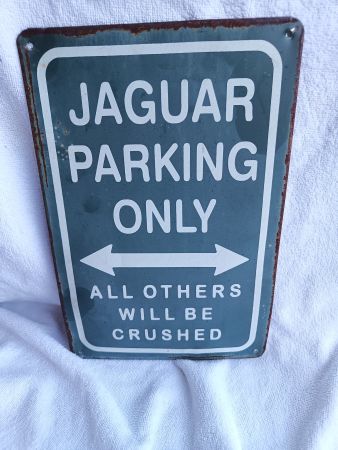 JAGUAR
PARKING
ONLY
ALL OTHERS
WILL BE
CRUSHED